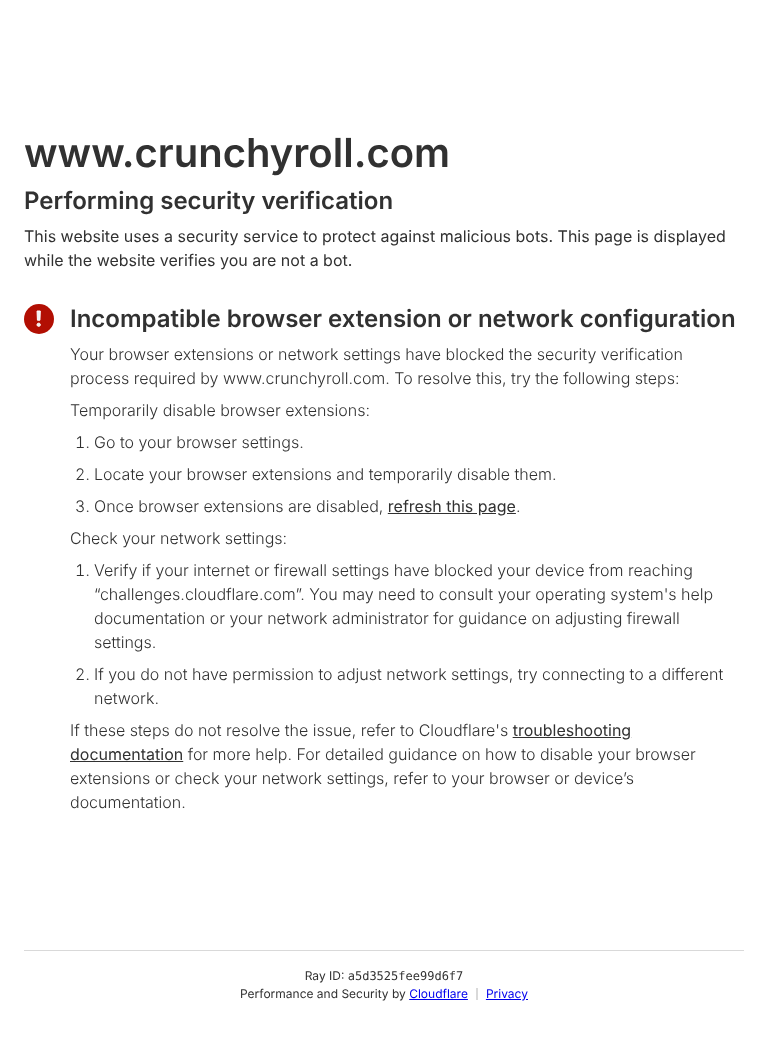 www.crunchyroll.com
Performing security verification
This website uses a security service to protect against malicious bots. This page is displayed
while the website verifies you are not a bot.
Incompatible browser extension or network configuration
Your browser extensions or network settings have blocked the security verification
process required by www.crunchyroll.com. To resolve this, try the following steps:
Temporarily disable browser extensions:
1. Go to your browser settings.
2. Locate your browser extensions and temporarily disable them.
3. Once browser extensions are disabled, refresh this page.
Check your network settings:
1. Verify if your internet or firewall settings have blocked your device from reaching
“challenges.cloudflare.com”. You may need to consult your operating system's help
documentation or your network administrator for guidance on adjusting firewall
settings.
2. If you do not have permission to adjust network settings, try connecting to a different
network.
If these steps do not resolve the issue, refer to Cloudflare's troubleshooting
documentation for more help. For detailed guidance on how to disable your browser
extensions or check your network settings, refer to your browser or device’s
documentation.
Ray ID: a5d3525fee99d6f7
Performance and Security by Cloudflare | Privacy